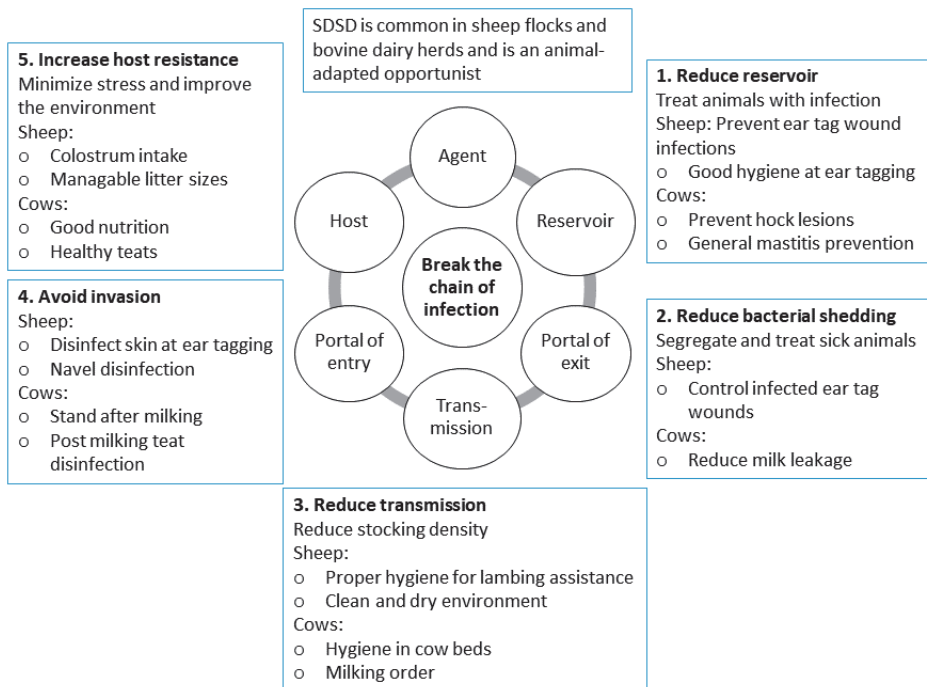 SDSD is common in sheep flocks and
bovine dairy herds and is an animal-
adapted opportunist
5. Increase host resistance
Minimize stress and improve
the environment
Sheep:
o Colostrum intake
o Managable litter sizes
Cows:
o Good nutrition
o Healthy teats
1. Reduce reservoir
Treat animals with infection
Sheep: Prevent ear tag wound
infections
o Good hygiene at ear tagging
Cows:
o Prevent hock lesions
o General mastitis prevention
Agent
Host
Reservoir
Break the
chain of
infection
Portal of
entry
Portal of
exit
Trans-
mission
4. Avoid invasion
Sheep:
o Disinfect skin at ear tagging
o Navel disinfection
Cows:
o Stand after milking
o Post milking teat
disinfection
2. Reduce bacterial shedding
Segregate and treat sick animals
Sheep:
o Control infected ear tag
wounds
Cows:
o Reduce milk leakage
3. Reduce transmission
Reduce stocking density
Sheep:
o Proper hygiene for lambing assistance
o Clean and dry environment
Cows:
o Hygiene in cow beds
o Milking order